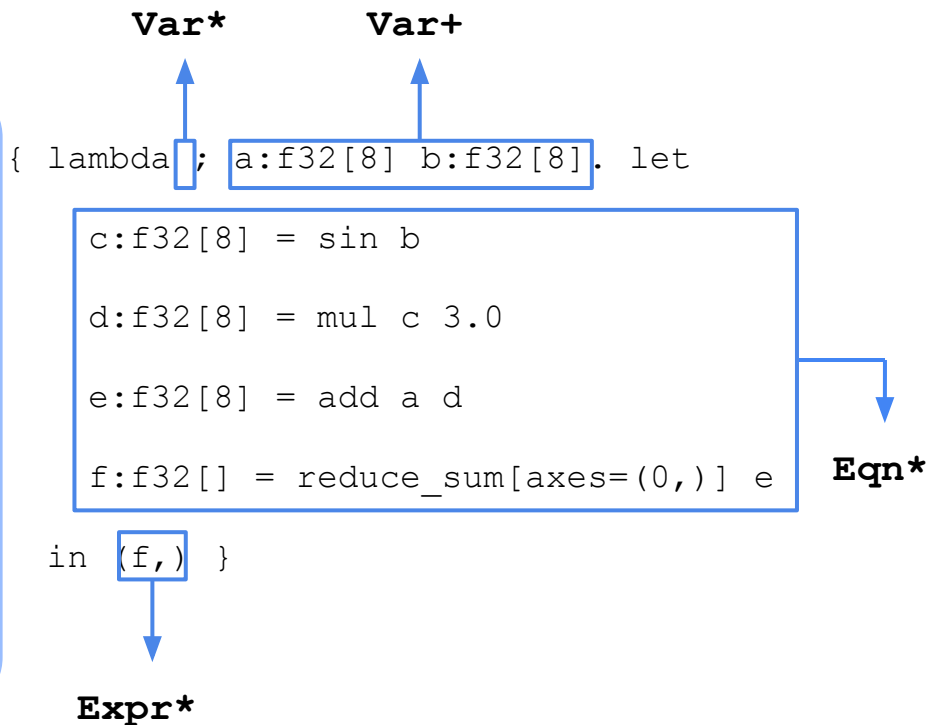 Var* Var+
{ lambda ; a:f32[8] b:f32[8]. let
c:f32[8] = sin b
d:f32[8] = mul c 3.0
e:f32[8] = add a d
f:f32[] = reduce_sum[axes=(0,)] e
Eqn*
in (f,) }
Expr*